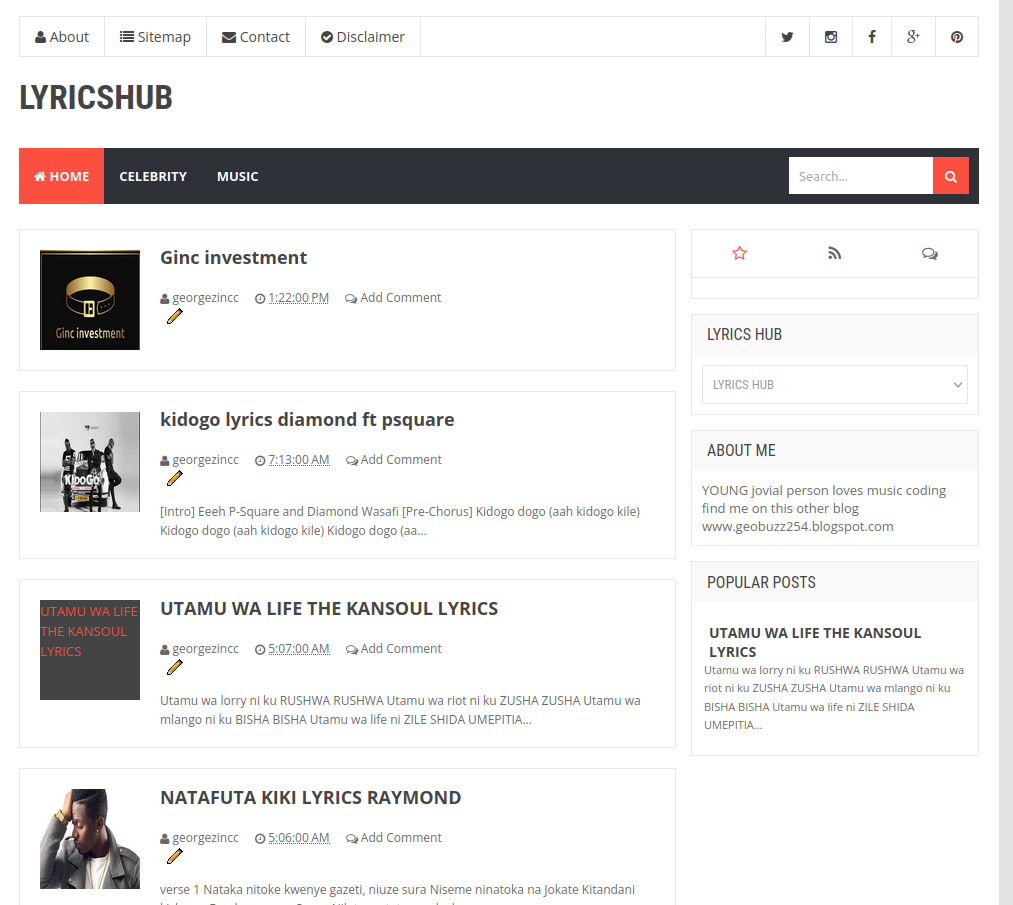 About Sitemap Contact Disclaimer
LYRICSHUB
HOME CELEBRITY MUSIC Search...
Ginc investment
Ginc investment
georgezincc 1:22:00 PM Add Comment
kidogo lyrics diamond ft psquare
KIDOGO
georgezincc 7:13:00 AM Add Comment
[Intro] Eeeh P-Square and Diamond Wasafi [Pre-Chorus] Kidogo dogo (aah kidogo kile)
Kidogo dogo (aah kidogo kile) Kidogo dogo (aa...
UTAMU WA LIFE
THE KANSOUL
LYRICS
UTAMU WA LIFE THE KANSOUL LYRICS
georgezincc 5:07:00 AM Add Comment
Utamu wa lorry ni ku RUSHWA RUSHWA Utamu wa riot ni ku ZUSHA ZUSHA Utamu wa
mlango ni ku BISHA BISHA Utamu wa life ni ZILE SHIDA UMEPITIA...
NATAFUTA KIKI LYRICS RAYMOND
georgezincc 5:06:00 AM Add Comment
verse 1 Nataka nitoke kwenye gazeti, niuze sura Niseme ninatoka na Jokate Kitandani
LYRICS HUB
LYRICS HUB
ABOUT ME
YOUNG jovial person loves music coding
find me on this other blog
www.geobuzz254.blogspot.com
POPULAR POSTS
UTAMU WA LIFE THE KANSOUL
LYRICS
Utamu wa lorry ni ku RUSHWA RUSHWA Utamu wa
riot ni ku ZUSHA ZUSHA Utamu wa mlango ni ku
BISHA BISHA Utamu wa life ni ZILE SHIDA
UMEPITIA...